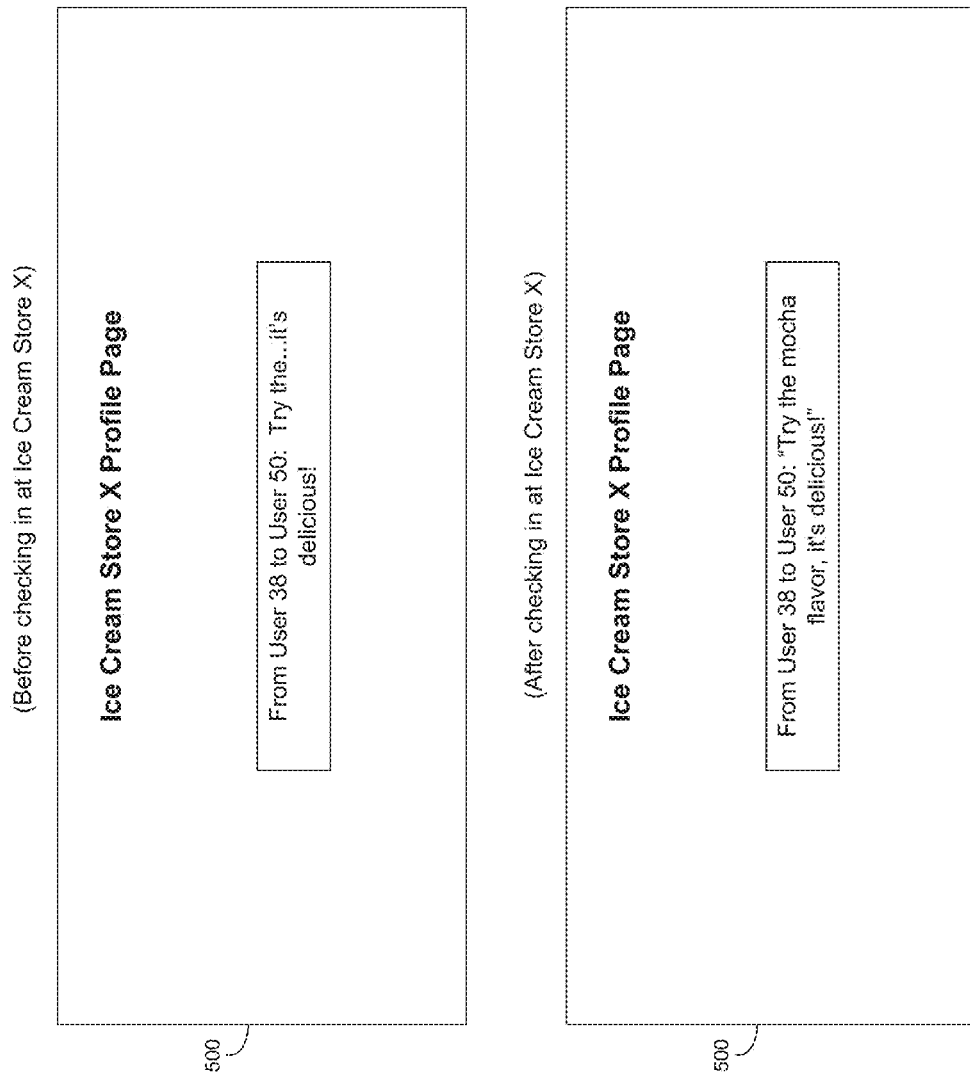 (Before checking in at Ice Cream Store X)
Ice Cream Store X Profile Page
From User 38 to User 50: Try the...it's
delicious!
500
(After checking in at Ice Cream Store X)
Ice Cream Store X Profile Page
From User 38 to User 50: "Try the mocha
flavor, it's delicious!"
500